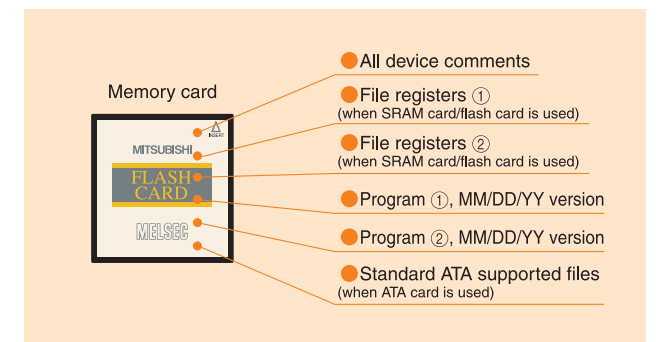 Memory card
INSERT
MITSUBISHI
FLASH
CARD
MELSEC
All device comments
File registers ①
(when SRAM card/flash card is used)
File registers ②
(when SRAM card/flash card is used)
Program ①, MM/DD/YY version
Program ②, MM/DD/YY version
Standard ATA supported files
(when ATA card is used)